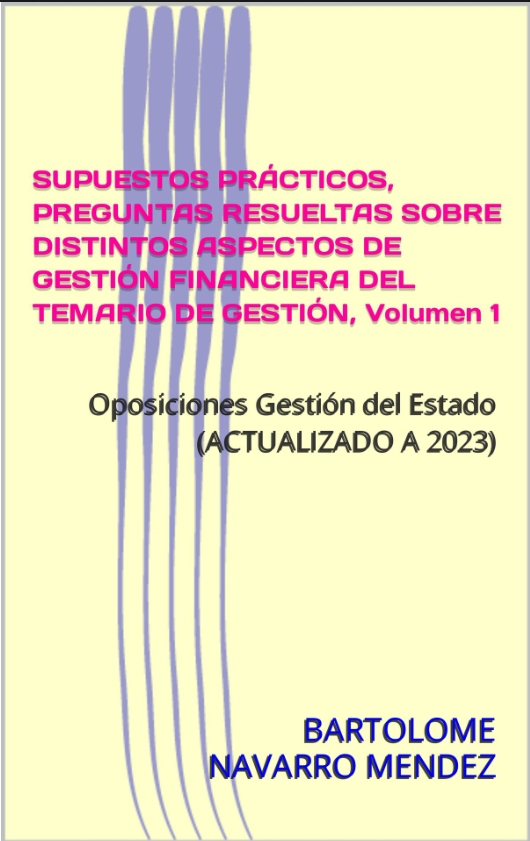 SUPUESTOS PRÁCTICOS,
PREGUNTAS RESUELTAS SOBRE
DISTINTOS ASPECTOS DE
GESTIÓN FINANCIERA DEL
TEMARIO DE GESTIÓN, Volumen 1
Oposiciones Gestión del Estado
(ACTUALIZADO A 2023)
BARTOLOME
NAVARRO MENDEZ